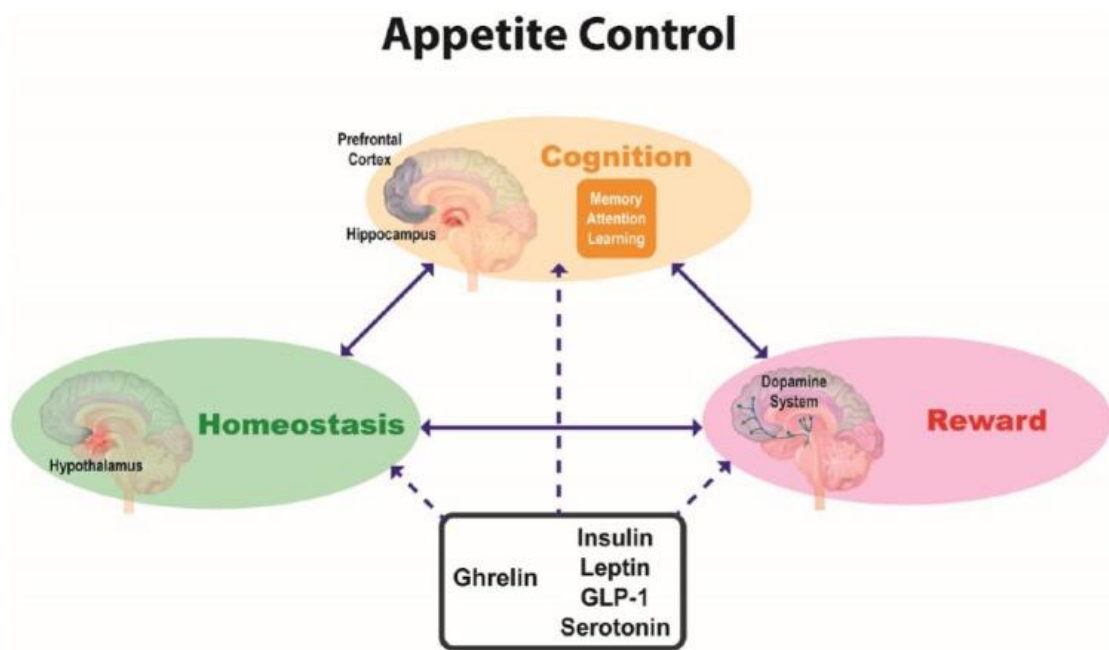 Appetite Control
Prefrontal
Cortex
Hippocampus
Cognition
Memory
Attention
Learning
Homeostasis
Hypothalamus
Dopamine
System
Reward
Ghrelin
Insulin
Leptin
GLP-1
Serotonin